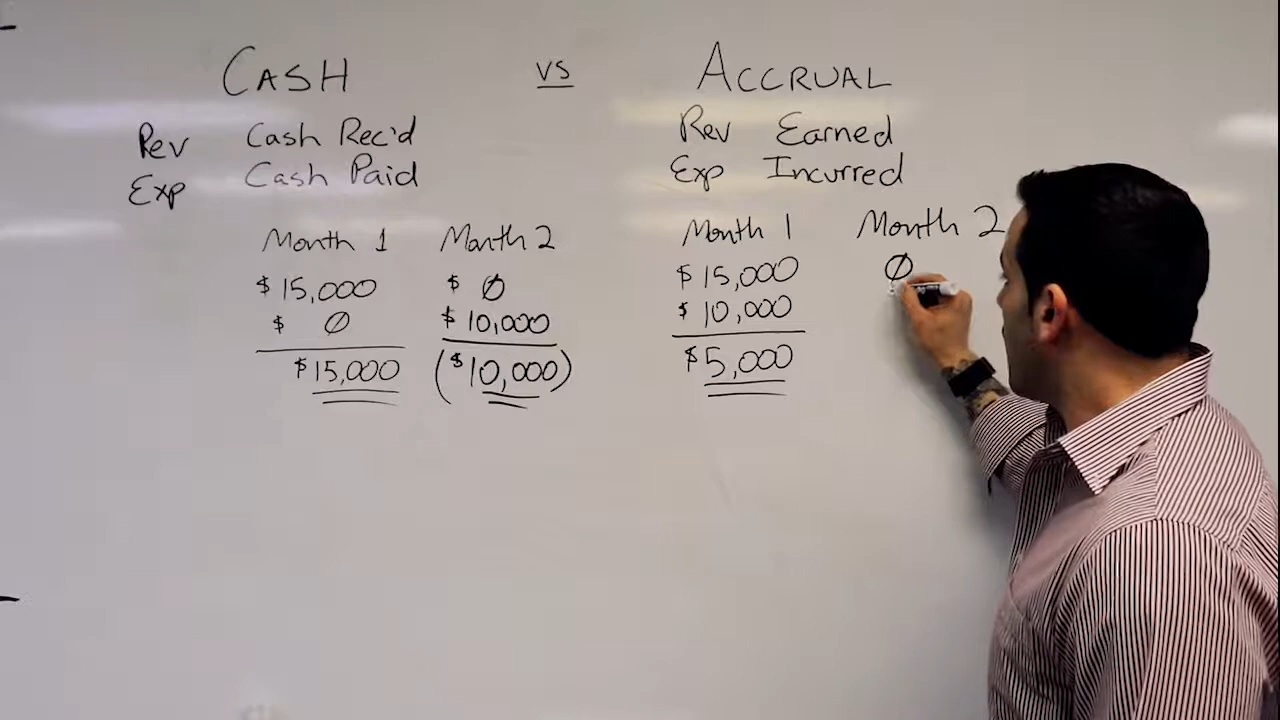 CASH vs ACCRUAL
Rev Cash Rec'd
Exp Cash Paid
Month 1 Month 2
$15,000 $ Ø
$ Ø $10,000
$15,000 ($10,000)
Rev Earned
Exp Incurred
Month 1 Month 2
$15,000 Ø
$10,000
$5,000